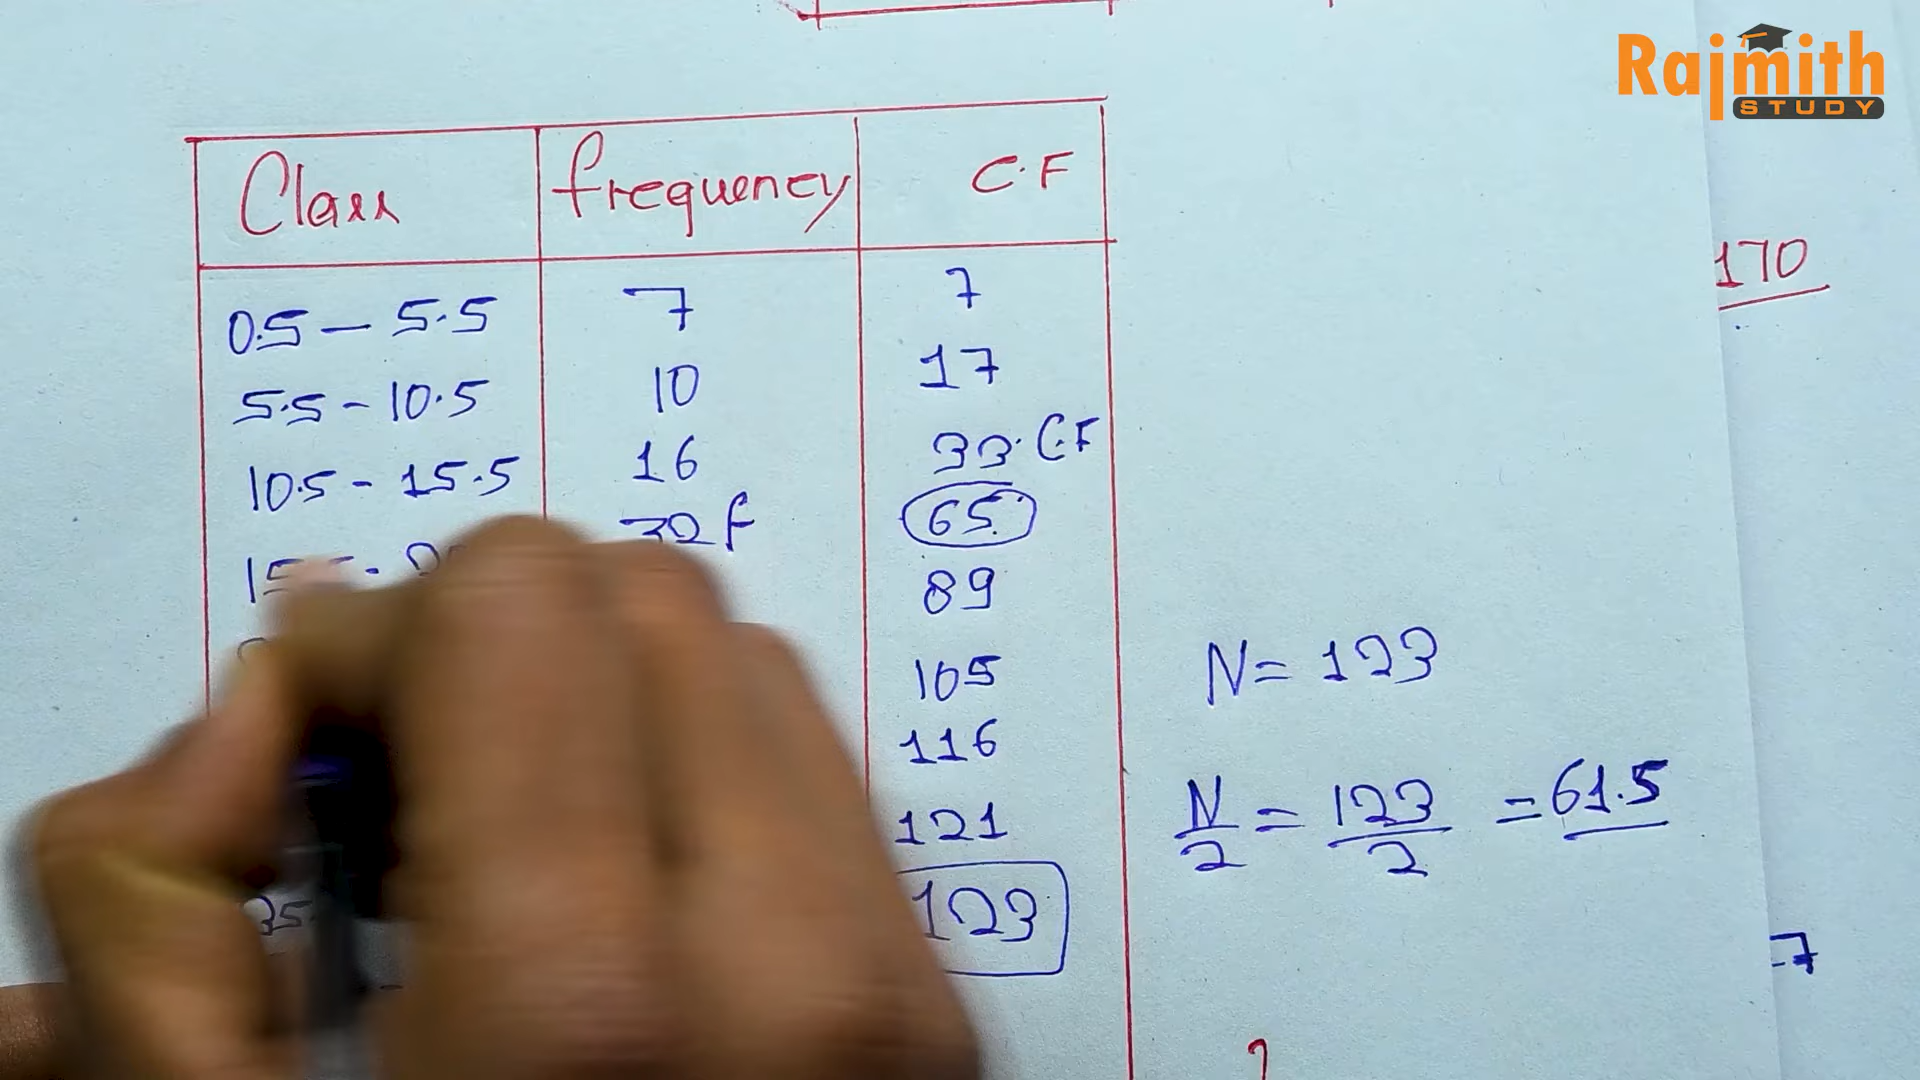 Rajmith
STUDY
Class frequency C.F
0.5 - 5.5 7 7
5.5 - 10.5 10 17
10.5 - 15.5 16 33. C.F
32 f 65
89
105
116
121
123
170
N = 123
N/2 = 123/2 = 61.5